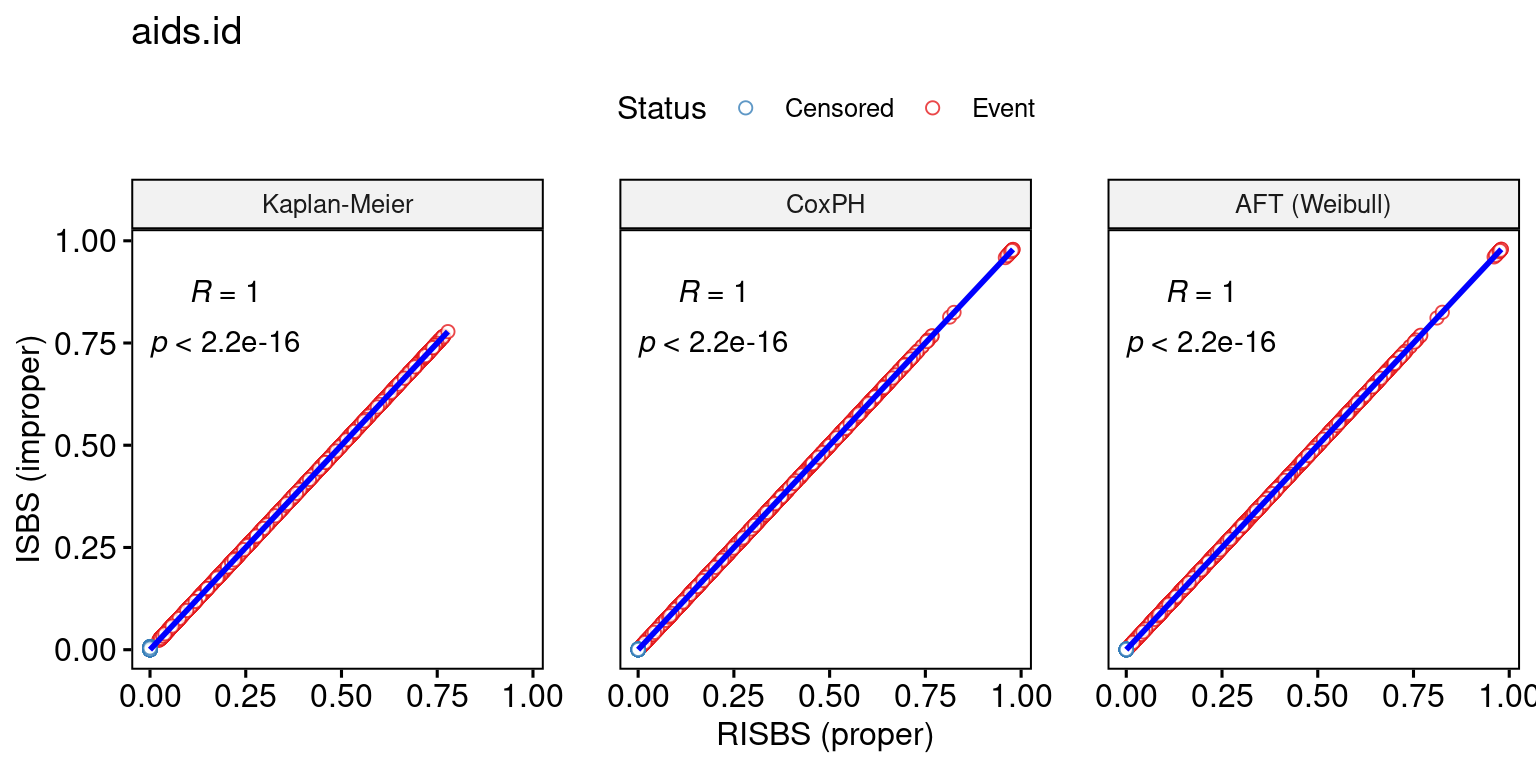 aids.id
Status Censored Event
Kaplan-Meier CoxPH AFT (Weibull)
ISBS (improper)
1.00
0.75
0.50
0.25
0.00
R = 1
p < 2.2e-16
R = 1
p < 2.2e-16
R = 1
p < 2.2e-16
0.00 0.25 0.50 0.75 1.00 0.00 0.25 0.50 0.75 1.00 0.00 0.25 0.50 0.75 1.00
RISBS (proper)